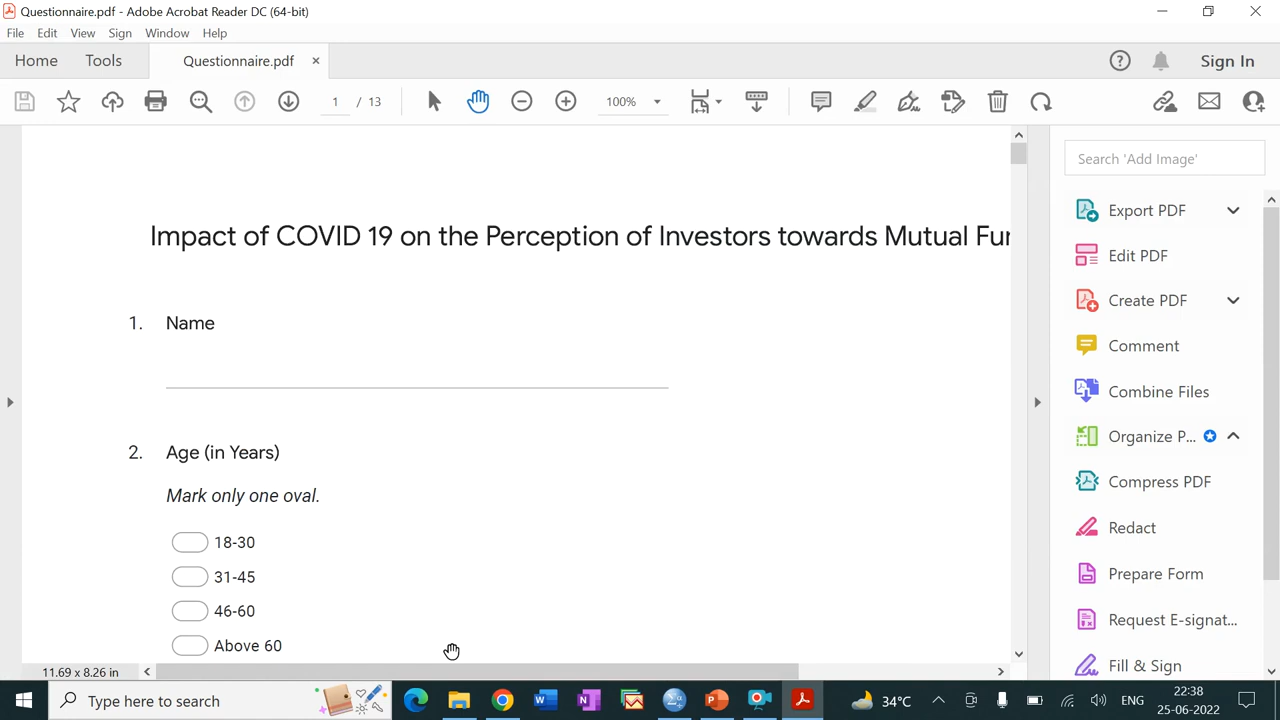 Questionnaire.pdf - Adobe Acrobat Reader DC (64-bit)
File Edit View Sign Window Help
Home Tools Questionnaire.pdf × Sign In
1 / 13 100%
Search 'Add Image'
Export PDF
Edit PDF
Create PDF
Comment
Combine Files
Organize P...
Compress PDF
Redact
Prepare Form
Request E-signat...
Fill & Sign
Impact of COVID 19 on the Perception of Investors towards Mutual Fun
1. Name
2. Age (in Years)
Mark only one oval.
18-30
31-45
46-60
Above 60
11.69 x 8.26 in
Type here to search
34°C
ENG
22:38
25-06-2022